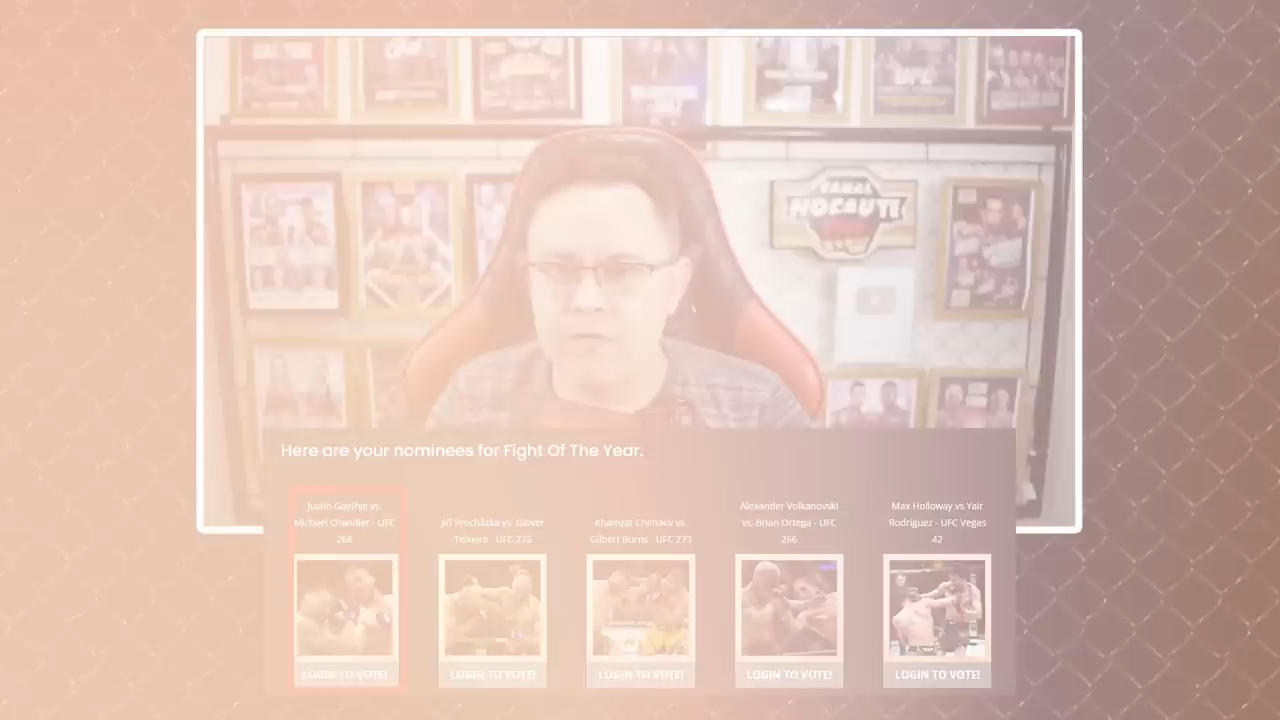 CANAL
NOCAUTE
UFC
Here are your nominees for Fight Of The Year.
Justin Gaethje vs.
Michael Chandler - UFC
268
Jiří Procházka vs. Glover
Teixeira - UFC 275
Khamzat Chimaev vs.
Gilbert Burns - UFC 273
Alexander Volkanovski
vs. Brian Ortega - UFC
266
Max Holloway vs Yair
Rodriguez - UFC Vegas
42
LOGIN TO VOTE!
LOGIN TO VOTE!
LOGIN TO VOTE!
LOGIN TO VOTE!
LOGIN TO VOTE!